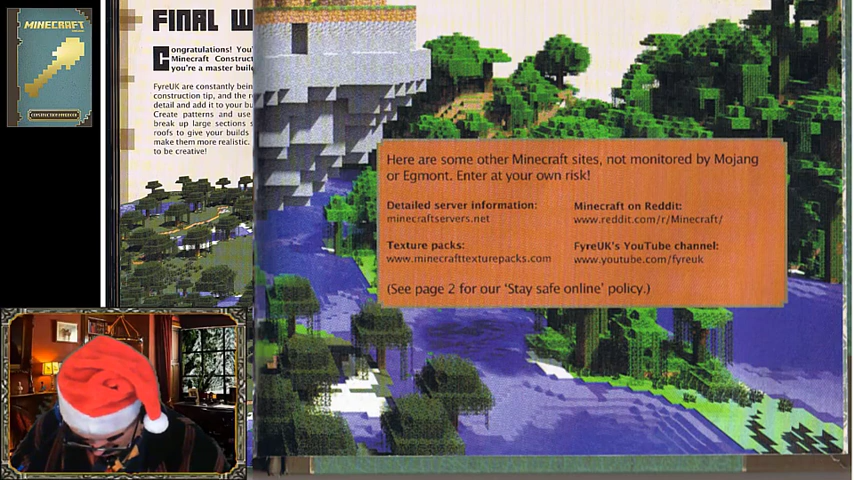 MINECRAFT
FINAL W
Congratulations! You'
Minecraft Construct
you're a master buil
FyreUK are constantly bein
construction tip, and the r
detail and add it to your bu
Create patterns and use
break up large sections
roofs to give your builds
make them more realistic.
to be creative!
Here are some other Minecraft sites, not monitored by Mojang
or Egmont. Enter at your own risk!
Detailed server information:
minecraftservers.net
Texture packs:
www.minecrafttexturepacks.com
Minecraft on Reddit:
www.reddit.com/r/Minecraft/
FyreUK's YouTube channel:
www.youtube.com/fyreuk
(See page 2 for our 'Stay safe online' policy.)